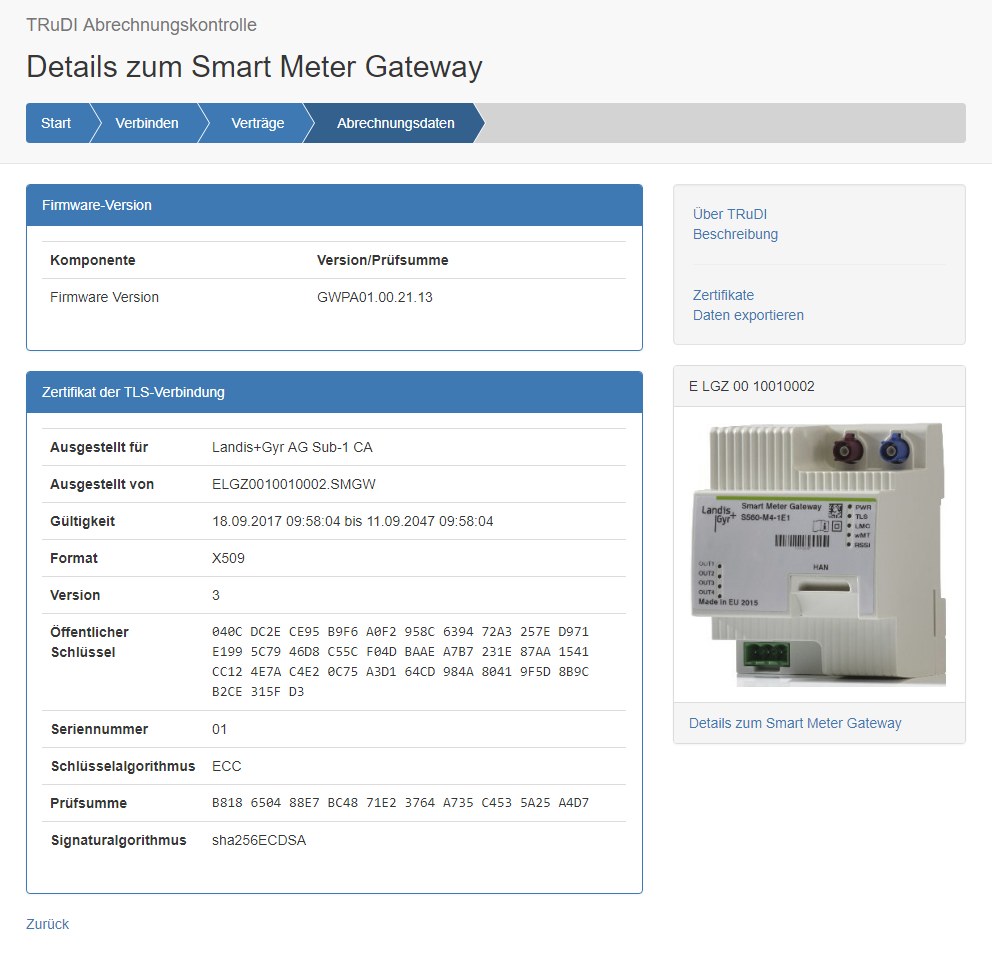 TRuDI Abrechnungskontrolle
Details zum Smart Meter Gateway
Start Verbinden Verträge Abrechnungsdaten
Firmware-Version
Komponente Version/Prüfsumme
Firmware Version GWPA01.00.21.13
Zertifikat der TLS-Verbindung
Ausgestellt für Landis+Gyr AG Sub-1 CA
Ausgestellt von ELGZ0010010002.SMGW
Gültigkeit 18.09.2017 09:58:04 bis 11.09.2047 09:58:04
Format X509
Version 3
Öffentlicher 040C DC2E CE95 B9F6 A0F2 958C 6394 72A3 257E D971
Schlüssel E199 5C79 46D8 C55C F04D BAAE A7B7 231E 87AA 1541
CC12 4E7A C4E2 0C75 A3D1 64CD 984A 8041 9F5D 8B9C
B2CE 315F D3
Seriennummer 01
Schlüsselalgorithmus ECC
Prüfsumme B818 6504 88E7 BC48 71E2 3764 A735 C453 5A25 A4D7
Signaturalgorithmus sha256ECDSA
Zurück
Über TRuDI
Beschreibung
Zertifikate
Daten exportieren
E LGZ 00 10010002
Landis+
Gyr
Smart Meter Gateway
S560-M4-1E1
PWR
TLS
LMC
wMT
RSSI
HAN
OUT1
OUT2
OUT3
OUT4
Made in EU 2015
Details zum Smart Meter Gateway